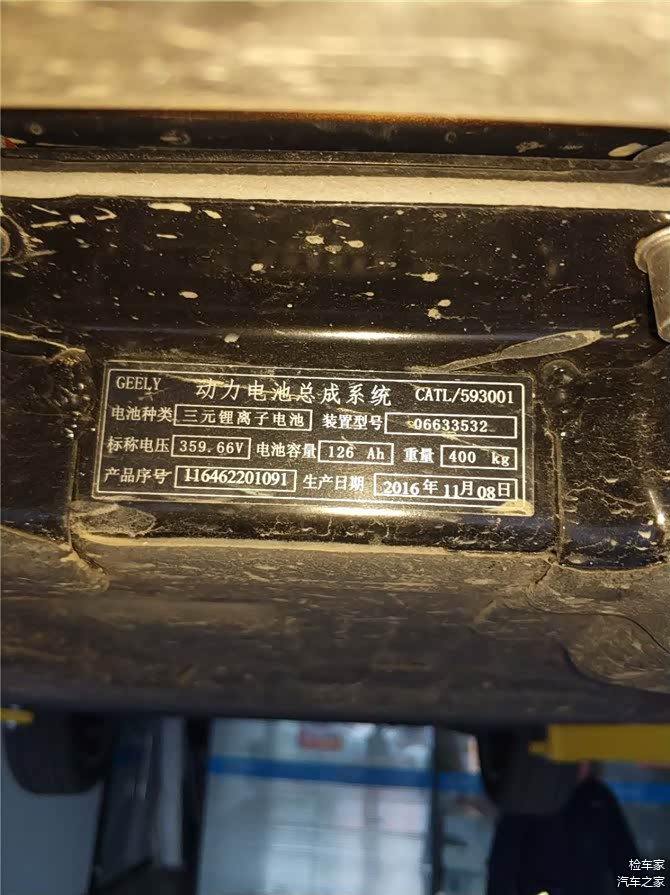 GEELY 动力电池总成系统 CATL/593001
电池种类 三元锂离子电池 装置型号 06633532
标称电压 359.66V 电池容量 126 Ah 重量 400 kg
产品序号 116462201091 生产日期 2016年11月08日
检车家
汽车之家